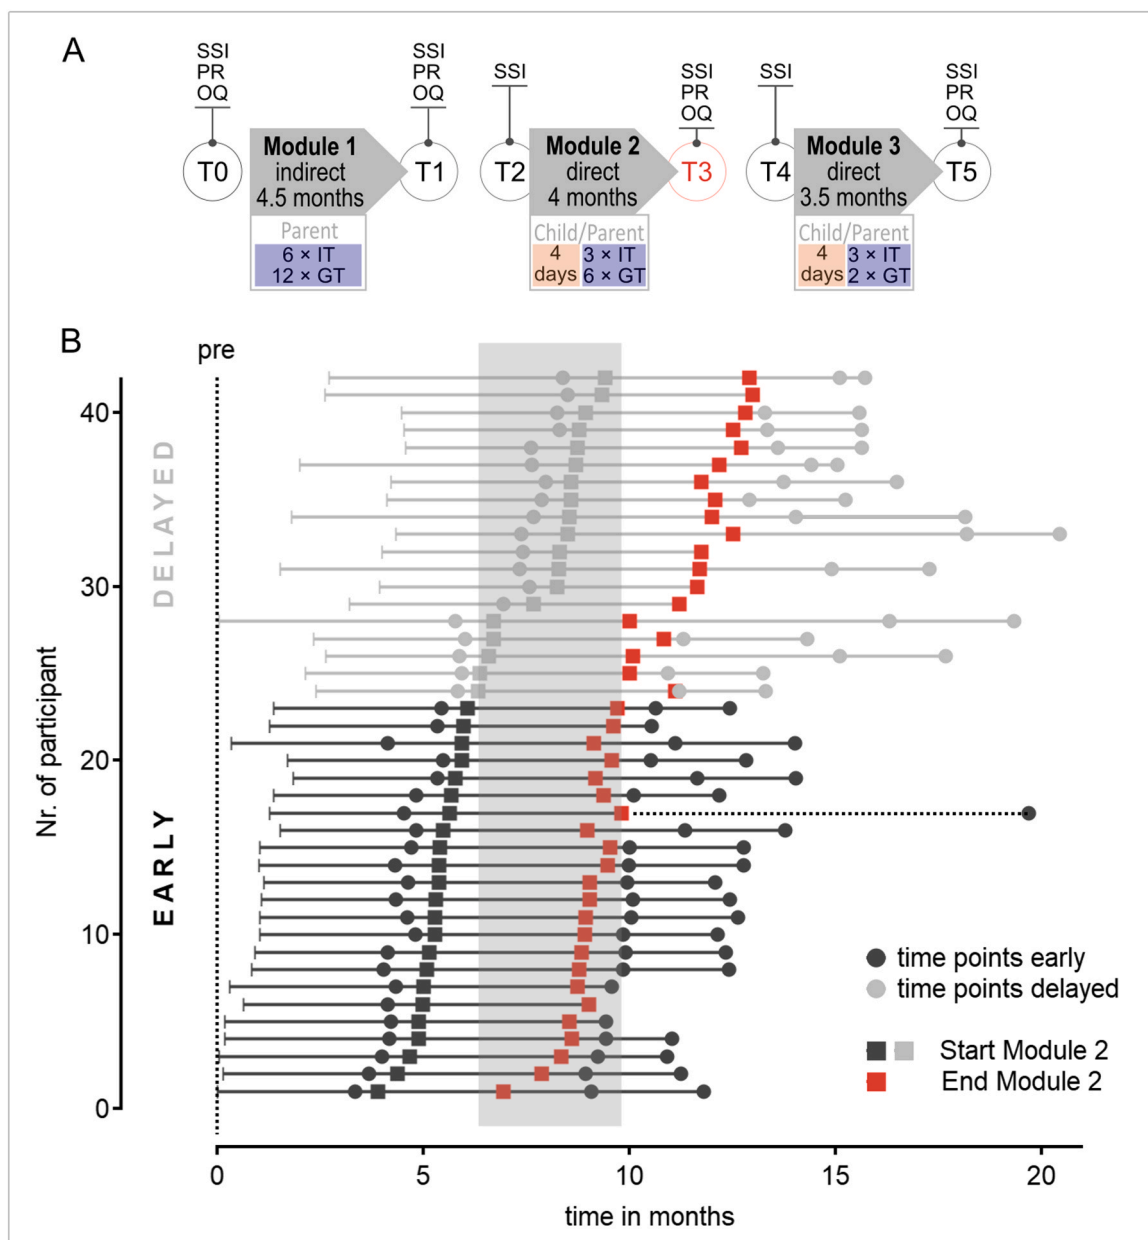 A
SSI
PR
OQ
SSI
PR
OQ
SSI
SSI
PR
OQ
SSI
SSI
PR
OQ
T0
Module 1
indirect
4.5 months
T1
T2
Module 2
direct
4 months
T3
T4
Module 3
direct
3.5 months
T5
Parent
6 × IT
12 × GT
Child/Parent
4
days
3 × IT
6 × GT
Child/Parent
4
days
3 × IT
2 × GT
B
pre
Nr. of participant
DELAYED
EARLY
40
30
20
10
0
time points early
time points delayed
Start Module 2
End Module 2
0
5
10
15
20
time in months